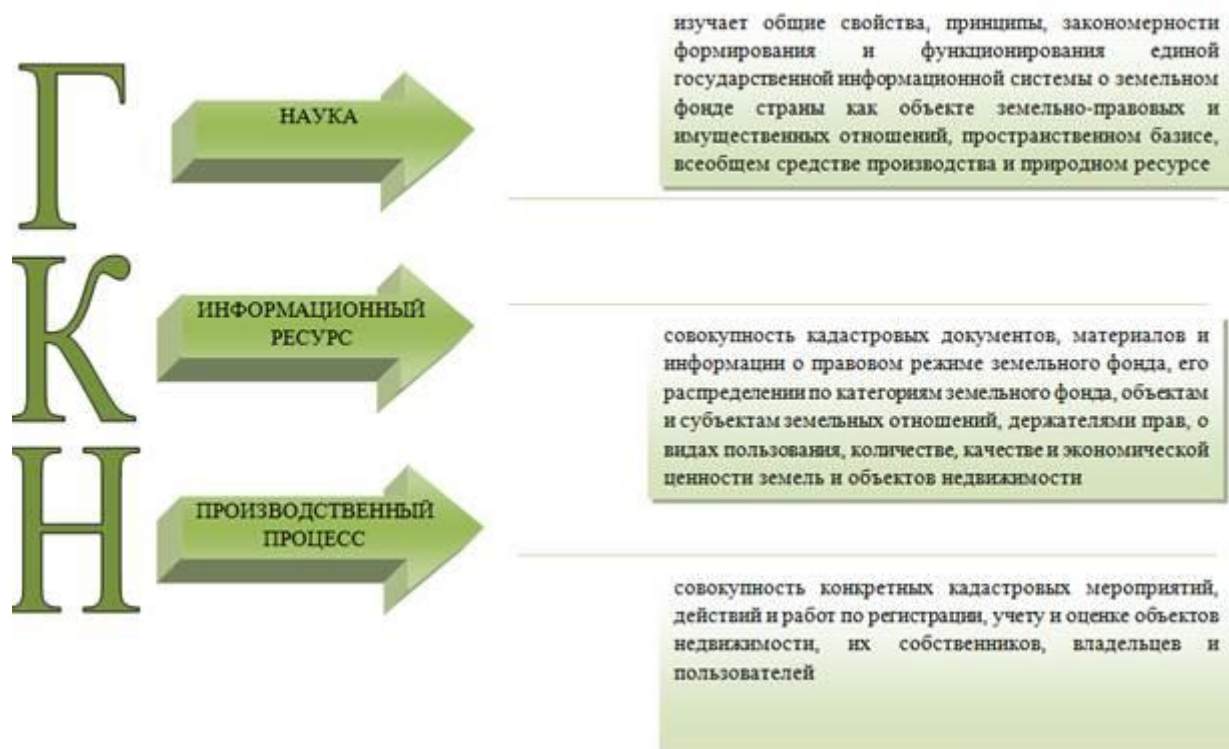 Г
НАУКА
изучает общие свойства, принципы, закономерности
формирования и функционирования единой
государственной информационной системы о земельном
фонде страны как объекте земельно-правовых и
имущественных отношений, пространственном базисе,
всеобщем средстве производства и природном ресурсе
К
ИНФОРМАЦИОННЫЙ
РЕСУРС
совокупность кадастровых документов, материалов и
информации о правовом режиме земельного фонда, его
распределении по категориям земельного фонда, объектам
и субъектам земельных отношений, держателями прав, о
видах пользования, количестве, качестве и экономической
ценности земель и объектов недвижимости
Н
ПРОИЗВОДСТВЕННЫЙ
ПРОЦЕСС
совокупность конкретных кадастровых мероприятий,
действий и работ по регистрации, учету и оценке объектов
недвижимости, их собственников, владельцев и
пользователей